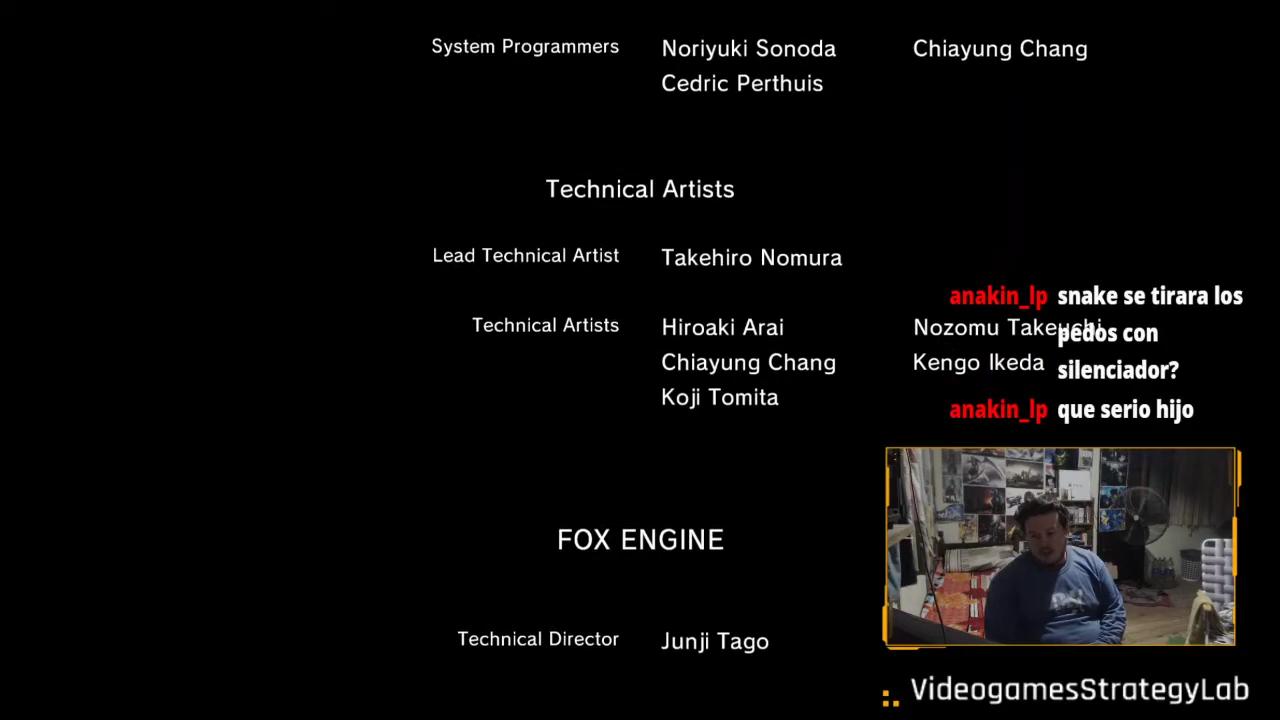 System Programmers Noriyuki Sonoda Chiayung Chang
Cedric Perthuis
Technical Artists
Lead Technical Artist Takehiro Nomura
Technical Artists Hiroaki Arai Nozomu Takeuchi
Chiayung Chang Kengo Ikeda
Koji Tomita
anakin_lp snake se tirara los
pedos con
silenciador?
anakin_lp que serio hijo
FOX ENGINE
Technical Director Junji Tago
VideogamesStrategyLab